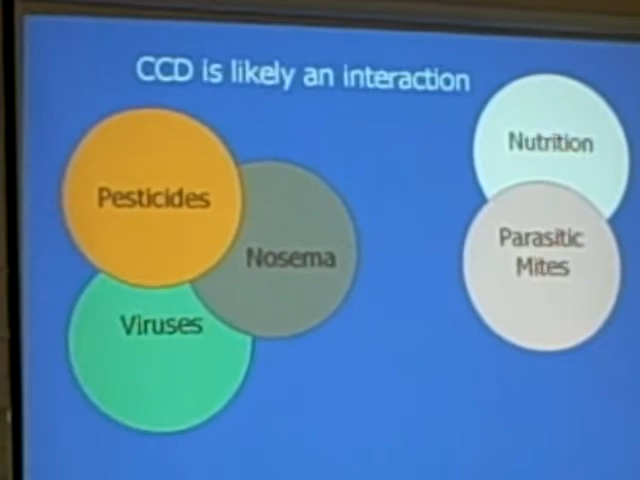 CCD is likely an interaction
Nutrition
Pesticides
Parasitic
Mites
Nosema
Viruses